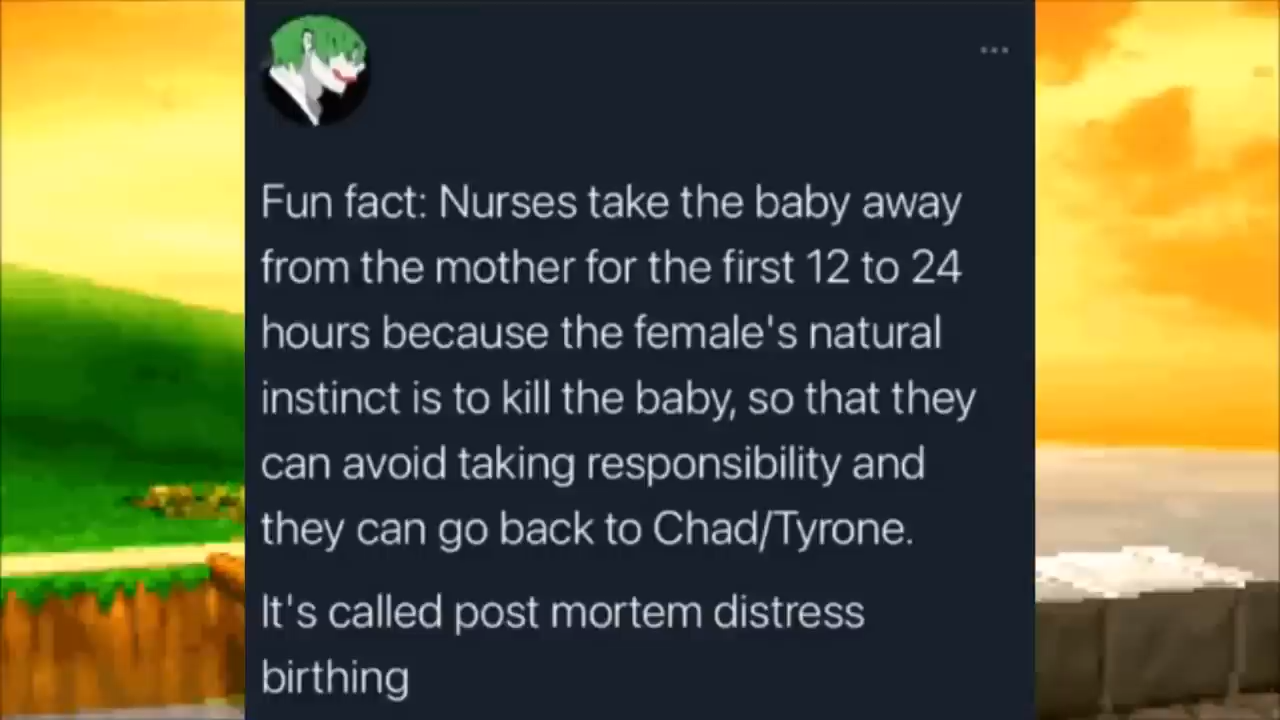 Fun fact: Nurses take the baby away
from the mother for the first 12 to 24
hours because the female's natural
instinct is to kill the baby, so that they
can avoid taking responsibility and
they can go back to Chad/Tyrone.
It's called post mortem distress
birthing